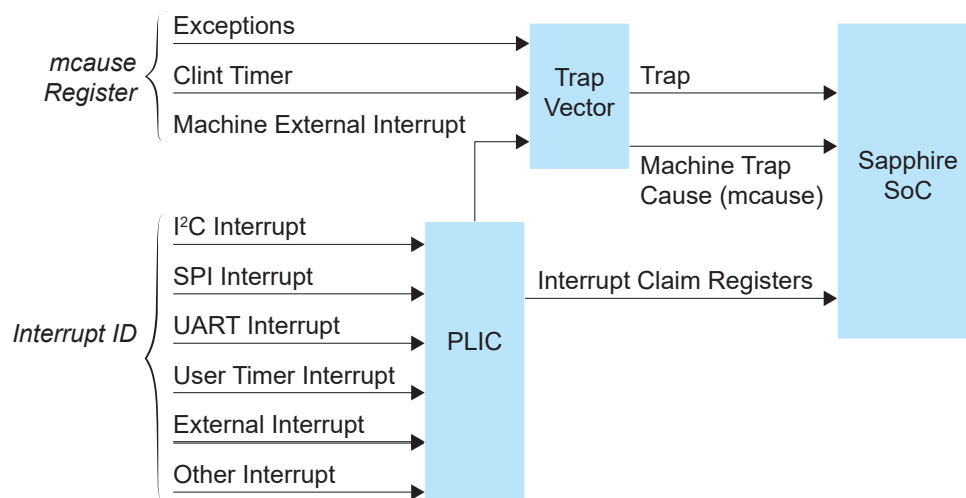 Exceptions
mcause
Register
Clint Timer
Machine External Interrupt
Trap
Vector
Trap
Machine Trap
Cause (mcause)
Sapphire
SoC
I²C Interrupt
SPI Interrupt
Interrupt Claim Registers
Interrupt ID
UART Interrupt
PLIC
User Timer Interrupt
External Interrupt
Other Interrupt